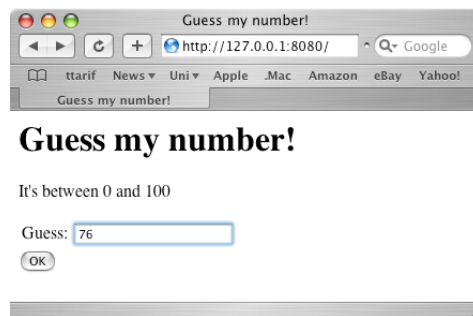 Guess my number!
http://127.0.0.1:8080/ Google
ttarif News Uni Apple .Mac Amazon eBay Yahoo!
Guess my number!
Guess my number!
It's between 0 and 100
Guess: 76
OK